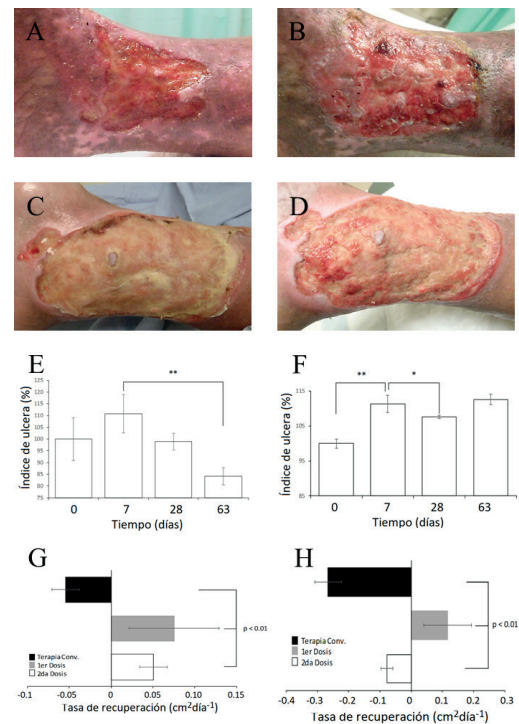 A
B
C
D
E
**
Índice de ulcera (%)
125
120
115
110
105
100
95
90
85
80
75
0 7 28 63
Tiempo (días)
F
** *
Índice de ulcera (%)
115
105
95
85
0 7 28 63
Tiempo (días)
G
p < 0.01
Terapia Conv.
1er Dosis
2da Dosis
-0.1 -0.05 0 0.05 0.1 0.15
Tasa de recuperación (cm²día⁻¹)
H
p < 0.01
Terapia Conv.
1er Dosis
2da Dosis
-0.3 -0.2 -0.1 0 0.1 0.2 0.3
Tasa de recuperación (cm²día⁻¹)